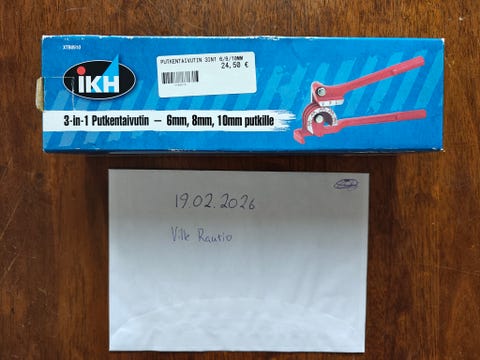 XTB0910
PUTKENTAIVUTIN 3IN1 6/8/10MM
24,50 €
iKH
3-in-1 Putkentaivutin – 6mm, 8mm, 10mm putkille
19.02.2026
Ville Rautio